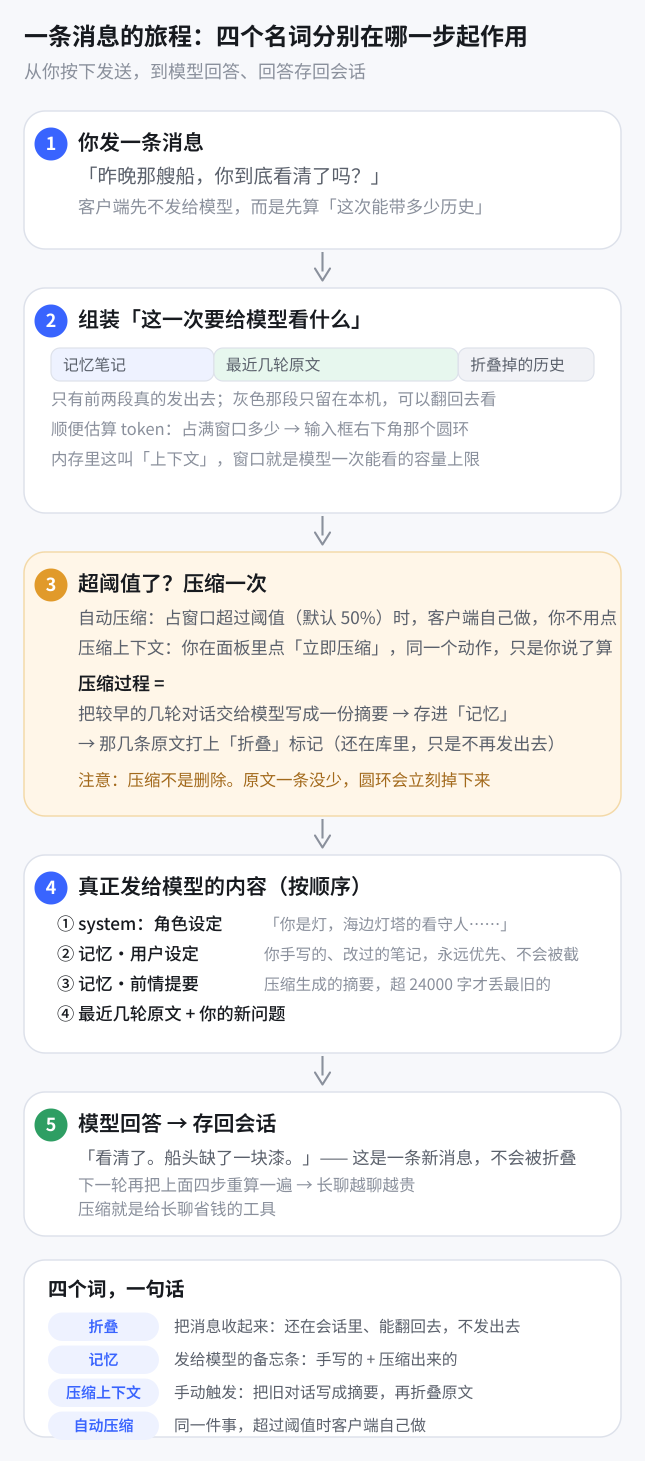 一条消息的旅程：四个名词分别在哪一步起作用
从你按下发送，到模型回答、回答存回会话
1 你发一条消息
「昨晚那艘船，你到底看清了吗？」
客户端先不发给模型，而是先算「这次能带多少历史」
2 组装「这一次要给模型看什么」
记忆笔记 最近几轮原文 折叠掉的历史
只有前两段真的发出去；灰色那段只留在本机，可以翻回去看
顺便估算 token：占满窗口多少 → 输入框右下角那个圆环
内存里这叫「上下文」，窗口就是模型一次能看的容量上限
3 超阈值了？压缩一次
自动压缩：占窗口超过阈值（默认 50%）时，客户端自己做，你不用点
压缩上下文：你在面板里点「立即压缩」，同一个动作，只是你说了算
压缩过程 =
把较早的几轮对话交给模型写成一份摘要 → 存进「记忆」
→ 那几条原文打上「折叠」标记（还在库里，只是不再发出去）
注意：压缩不是删除。原文一条没少，圆环会立刻掉下来
4 真正发给模型的内容（按顺序）
① system：角色设定 「你是灯，海边灯塔的看守人……」
② 记忆·用户设定 你手写的、改过的笔记，永远优先、不会被截
③ 记忆·前情提要 压缩生成的摘要，超 24000 字才丢最旧的
④ 最近几轮原文 + 你的新问题
5 模型回答 → 存回会话
「看清了。船头缺了一块漆。」—— 这是一条新消息，不会被折叠
下一轮再把上面四步重算一遍 → 长聊越聊越贵
压缩就是给长聊省钱的工具
四个词，一句话
折叠 把消息收起来：还在会话里、能翻回去，不发出去
记忆 发给模型的备忘条：手写的 + 压缩出来的
压缩上下文 手动触发：把旧对话写成摘要，再折叠原文
自动压缩 同一件事，超过阈值时客户端自己做